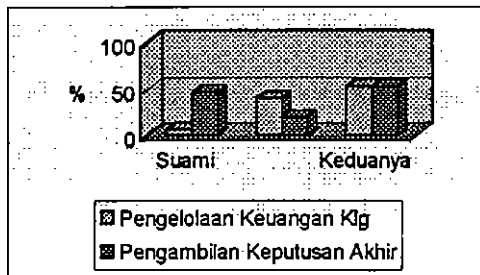 100
%
50
0
Suami
Keduanya
Pengelolaan Keuangan Klg
Pengambilan Keputusan Akhir